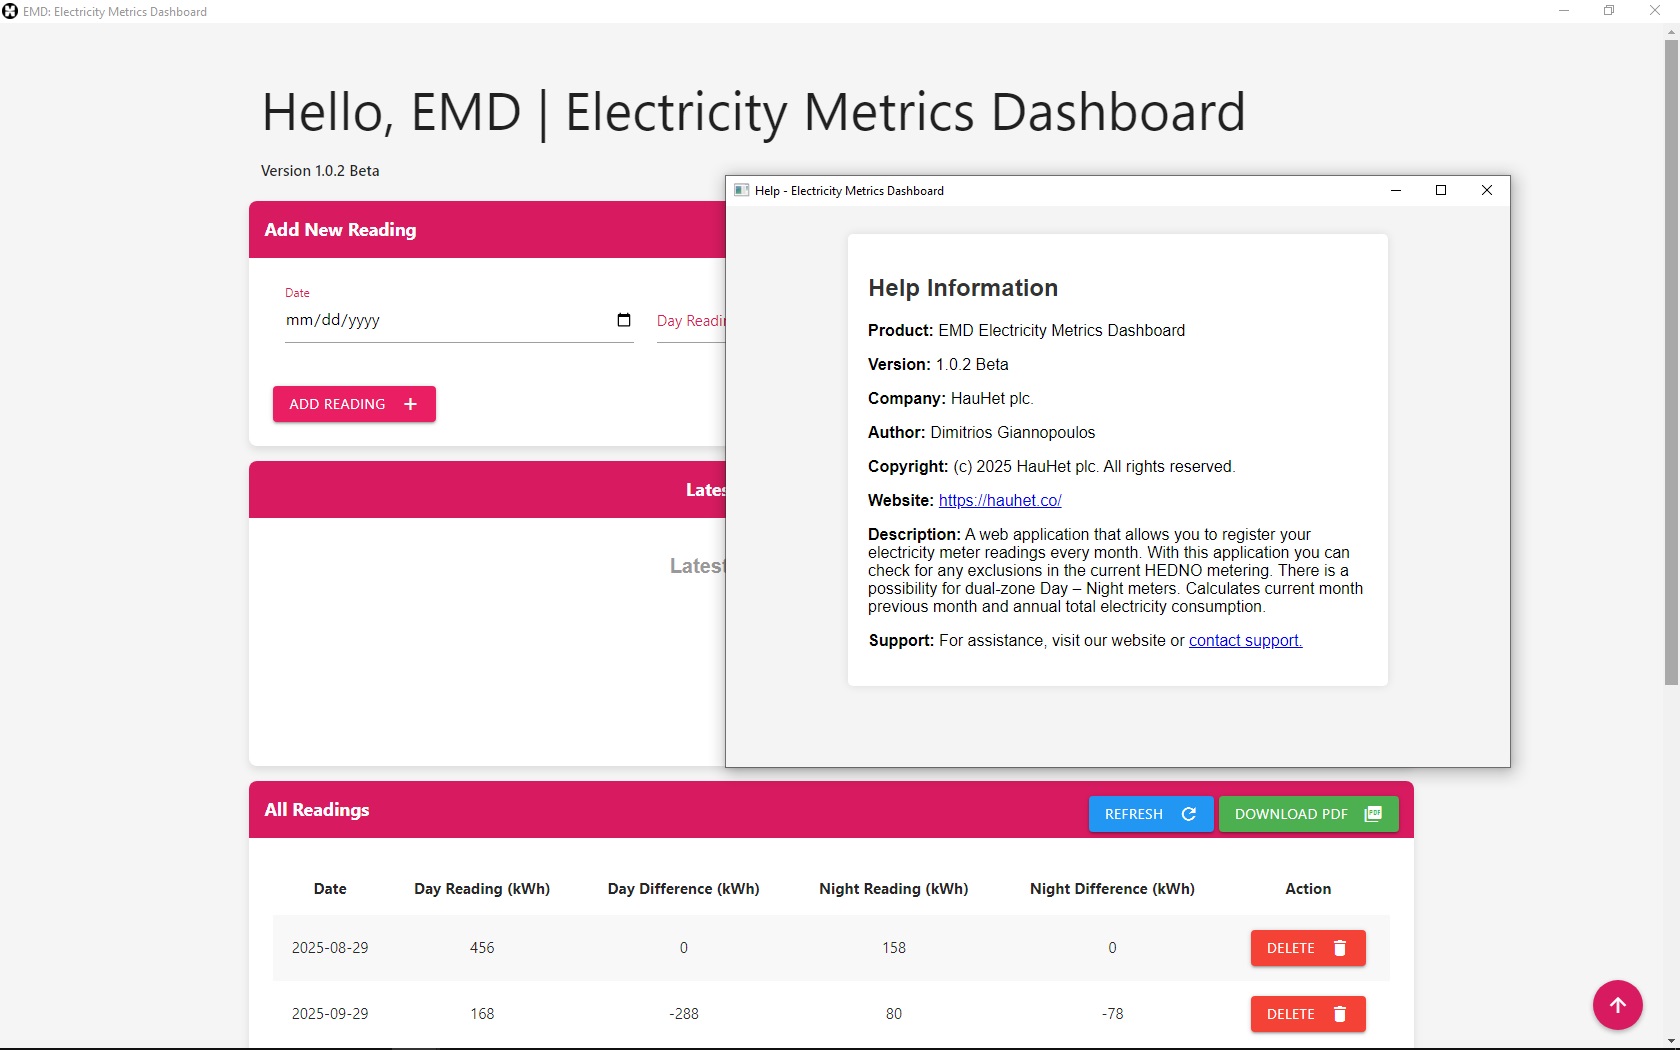 EMD: Electricity Metrics Dashboard
Hello, EMD | Electricity Metrics Dashboard
Version 1.0.2 Beta
Add New Reading
Date
mm/dd/yyyy
Day Readin
ADD READING
Lates
Latest
Help - Electricity Metrics Dashboard
Help Information
Product: EMD Electricity Metrics Dashboard
Version: 1.0.2 Beta
Company: HauHet plc.
Author: Dimitrios Giannopoulos
Copyright: (c) 2025 HauHet plc. All rights reserved.
Website: https://hauhet.co/
Description: A web application that allows you to register your
electricity meter readings every month. With this application you can
check for any exclusions in the current HEDNO metering. There is a
possibility for dual-zone Day – Night meters. Calculates current month
previous month and annual total electricity consumption.
Support: For assistance, visit our website or contact support.
All Readings
REFRESH
DOWNLOAD PDF
PDF
Date Day Reading (kWh) Day Difference (kWh) Night Reading (kWh) Night Difference (kWh) Action
2025-08-29 456 0 158 0 DELETE
2025-09-29 168 -288 80 -78 DELETE